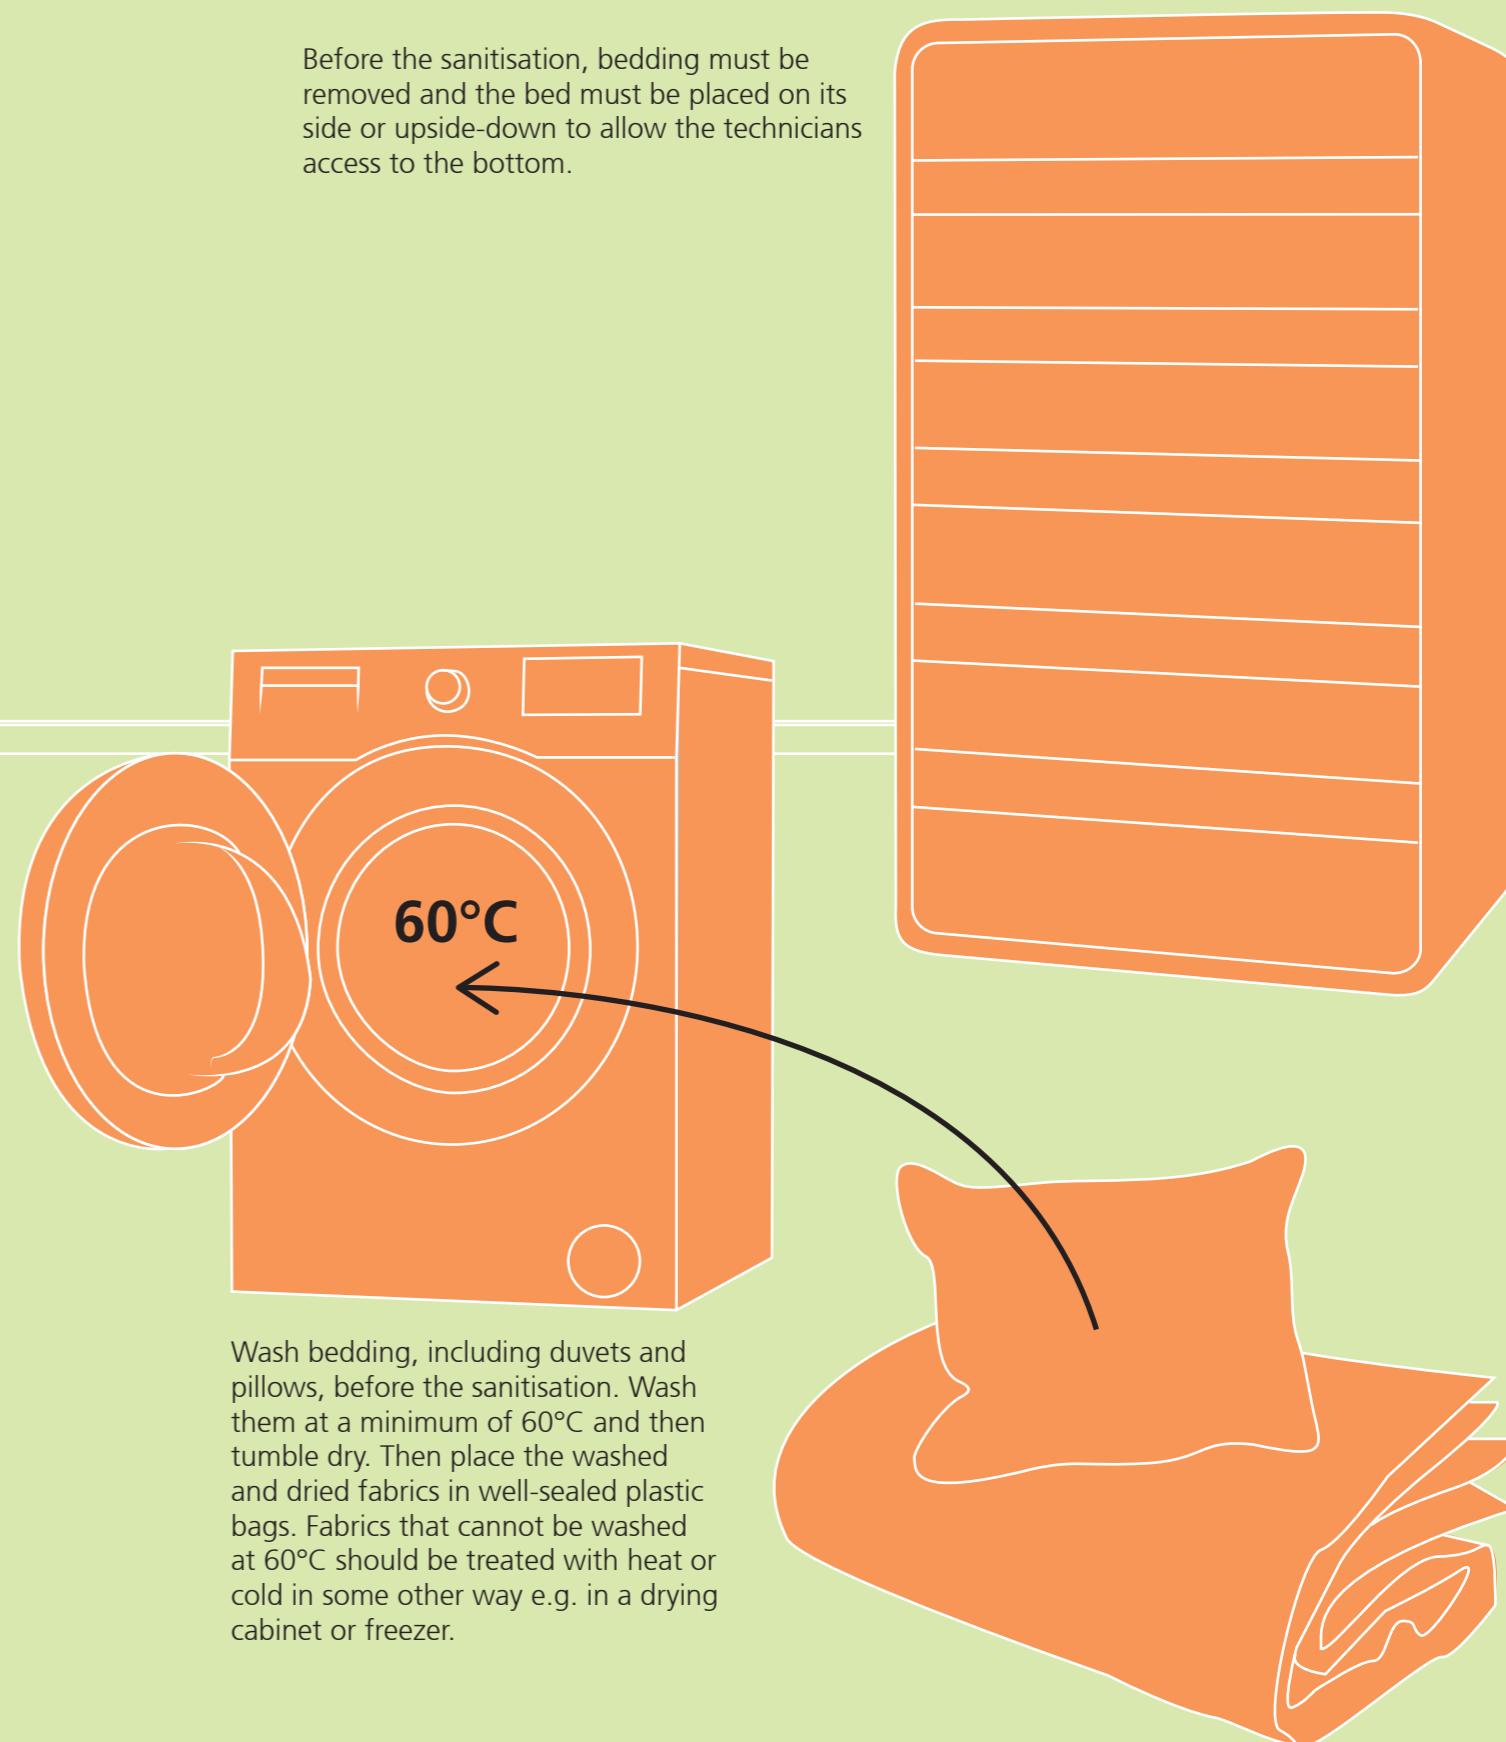 Before the sanitisation, bedding must be
removed and the bed must be placed on its
side or upside-down to allow the technicians
access to the bottom.
60°C
Wash bedding, including duvets and
pillows, before the sanitisation. Wash
them at a minimum of 60°C and then
tumble dry. Then place the washed
and dried fabrics in well-sealed plastic
bags. Fabrics that cannot be washed
at 60°C should be treated with heat or
cold in some other way e.g. in a drying
cabinet or freezer.